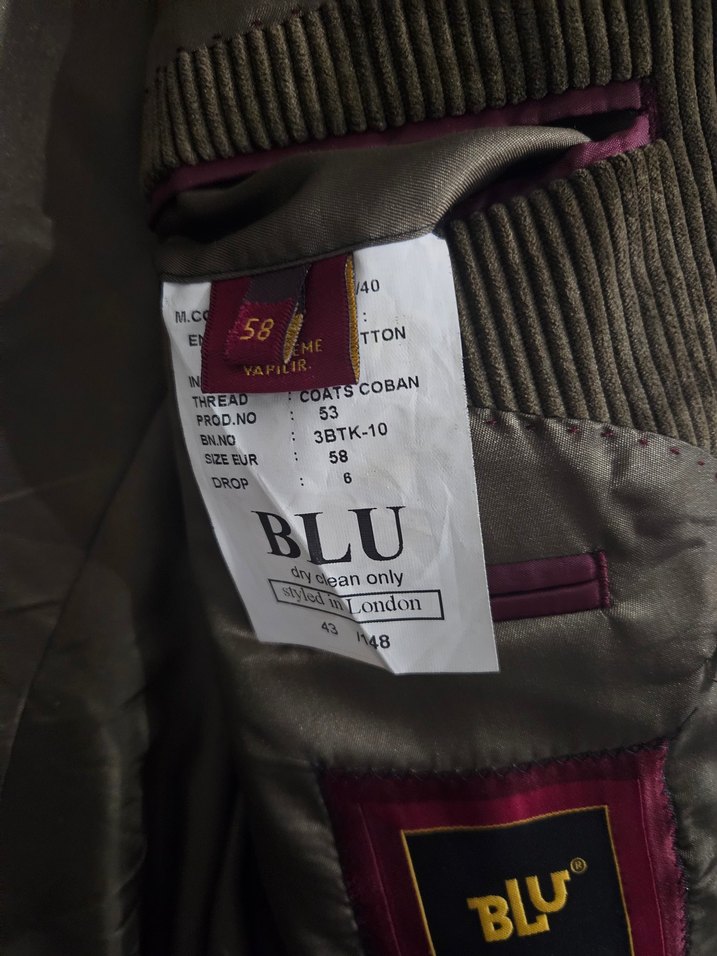 /40
M.CO :
EN TTON
58
EME
YAPILIR.
IN
THREAD : COATS COBAN
PROD.NO : 53
BN.NO : 3BTK-10
SIZE EUR : 58
DROP : 6
BLU
dry clean only
styled in London
43 /148
BLU®